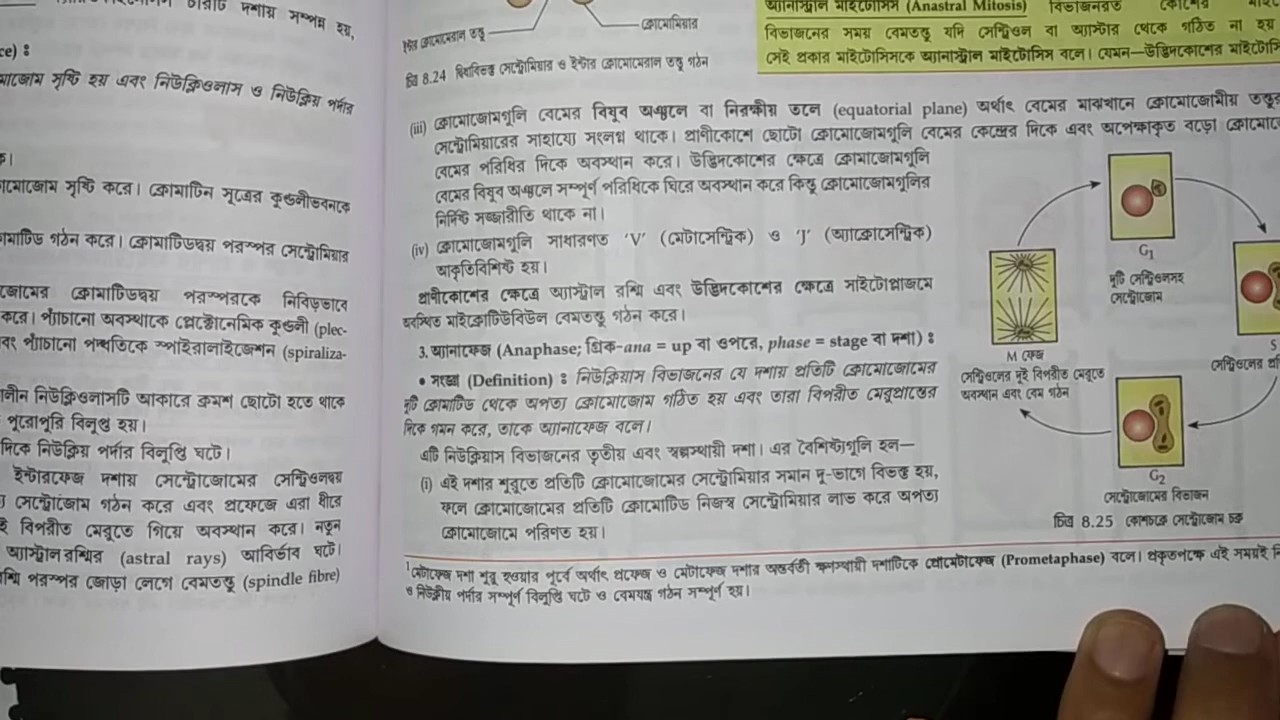 দশায় সম্পন্ন হয়,
ce) :
মোজোম সৃষ্টি হয় এবং নিউক্লিওলাস ও নিউক্লিয় পর্দার
মোজোম সৃষ্টি করে। ক্রোমাটিন সূত্রের কুণ্ডলীভবনকে
মাটিড গঠন করে। ক্রোমাটিডদ্বয় পরস্পর সেন্ট্রোমিয়ার
জোমের ক্রোমাটিডদ্বয় পরস্পরকে নিবিড়ভাবে
করে। প্যাঁচানো অবস্থাকে প্লেক্টোনেমিক কুণ্ডলী (plec-
বং প্যাঁচানো পদ্ধতিকে স্পাইরালাইজেশন (spiraliza-
লীন নিউক্লিওলাসটি আকারে ক্রমশ ছোটো হতে থাকে
পুরোপুরি বিলুপ্ত হয়।
দিকে নিউক্লিয় পর্দার বিলুপ্তি ঘটে।
ইন্টারফেজ দশায় সেন্ট্রোজোমের সেন্ট্রিওলদ্বয়
সেন্ট্রোজোম গঠন করে এবং প্রফেজে এরা ধীরে
ই বিপরীত মেরুতে গিয়ে অবস্থান করে। নতুন
অ্যাস্ট্রালরশ্মির (astral rays) আবির্ভাব ঘটে।
শ্মি পরস্পর জোড়া লেগে বেমতন্তু (spindle fibre)
ক্রোমোমিয়ার
ক্রোমোমেরাল তন্তু
চিত্র 8.24 দ্বিধাবিভক্ত সেন্ট্রোমিয়ার ও ইন্টার ক্রোমোমেরাল তন্তু গঠন
অ্যানাস্ট্রাল মাইটোসিস (Anastral Mitosis) বিভাজনরত কোশের
বিভাজনের সময় বেমতন্তু যদি সেন্ট্রিওল বা অ্যাস্টার থেকে গঠিত না হয়
সেই প্রকার মাইটোসিসকে অ্যানাস্ট্রাল মাইটোসিস বলে। যেমন—উদ্ভিদকোশের মাইটোসি
(iii) ক্রোমোজোমগুলি বেমের বিষুব অঞ্চলে বা নিরক্ষীয় তলে (equatorial plane) অর্থাৎ বেমের মাঝখানে ক্রোমোজোমীয় তন্তুর
সেন্ট্রোমিয়ারের সাহায্যে সংলগ্ন থাকে। প্রাণীকোশে ছোটো ক্রোমোজোমগুলি বেমের কেন্দ্রের দিকে এবং অপেক্ষাকৃত বড়ো ক্রোমোজো
বেমের পরিধির দিকে অবস্থান করে। উদ্ভিদকোশের ক্ষেত্রে ক্রোমোজোমগুলি
বেমের বিষুব অঞ্চলে সম্পূর্ণ পরিধিকে ঘিরে অবস্থান করে কিন্তু ক্রোমোজোমগুলির
নির্দিষ্ট সজ্জারীতি থাকে না।
(iv) ক্রোমোজোমগুলি সাধারণত ‘V’ (মেটাসেন্ট্রিক) ও ‘J’ (অ্যাক্রোসেন্ট্রিক)
আকৃতিবিশিষ্ট হয়।
প্রাণীকোশের ক্ষেত্রে অ্যাস্ট্রাল রশ্মি এবং উদ্ভিদকোশের ক্ষেত্রে সাইটোপ্লাজমে
অবস্থিত মাইক্রোটিউবিউল বেমতন্তু গঠন করে।
3. অ্যানাফেজ (Anaphase; গ্রিক-ana = up বা ওপরে, phase = stage বা দশা) :
• সংজ্ঞা (Definition) : নিউক্লিয়াস বিভাজনের যে দশায় প্রতিটি ক্রোমোজোমের
দুটি ক্রোমাটিড থেকে অপত্য ক্রোমোজোম গঠিত হয় এবং তারা বিপরীত মেরুপ্রান্তের
দিকে গমন করে, তাকে অ্যানাফেজ বলে।
এটি নিউক্লিয়াস বিভাজনের তৃতীয় এবং স্বল্পস্থায়ী দশা। এর বৈশিষ্ট্যগুলি হল—
(i) এই দশার শুরুতে প্রতিটি ক্রোমোজোমের সেন্ট্রোমিয়ার সমান দু-ভাগে বিভক্ত হয়,
ফলে ক্রোমোজোমের প্রতিটি ক্রোমাটিড নিজস্ব সেন্ট্রোমিয়ার লাভ করে অপত্য
ক্রোমোজোমে পরিণত হয়।
G1
দুটি সেন্ট্রিওলসহ
সেন্ট্রোজোম
M ফেজ
সেন্ট্রিওলের দুই বিপরীত মেরুতে
অবস্থান এবং বেম গঠন
S
সেন্ট্রিওলের প্র
G2
সেন্ট্রোজোমের বিভাজন
চিত্র 8.25 কোশচক্রে সেন্ট্রোজোম চক্র
1মেটাফেজ দশা শুরু হওয়ার পূর্বে অর্থাৎ প্রফেজ ও মেটাফেজ দশার অন্তর্বর্তী ক্ষণস্থায়ী দশাটিকে প্রোমেটাফেজ (Prometaphase) বলে। প্রকৃতপক্ষে এই সময়ই নি
ও নিউক্লীয় পর্দার সম্পূর্ণ বিলুপ্তি ঘটে ও বেমযন্ত্র গঠন সম্পূর্ণ হয়।